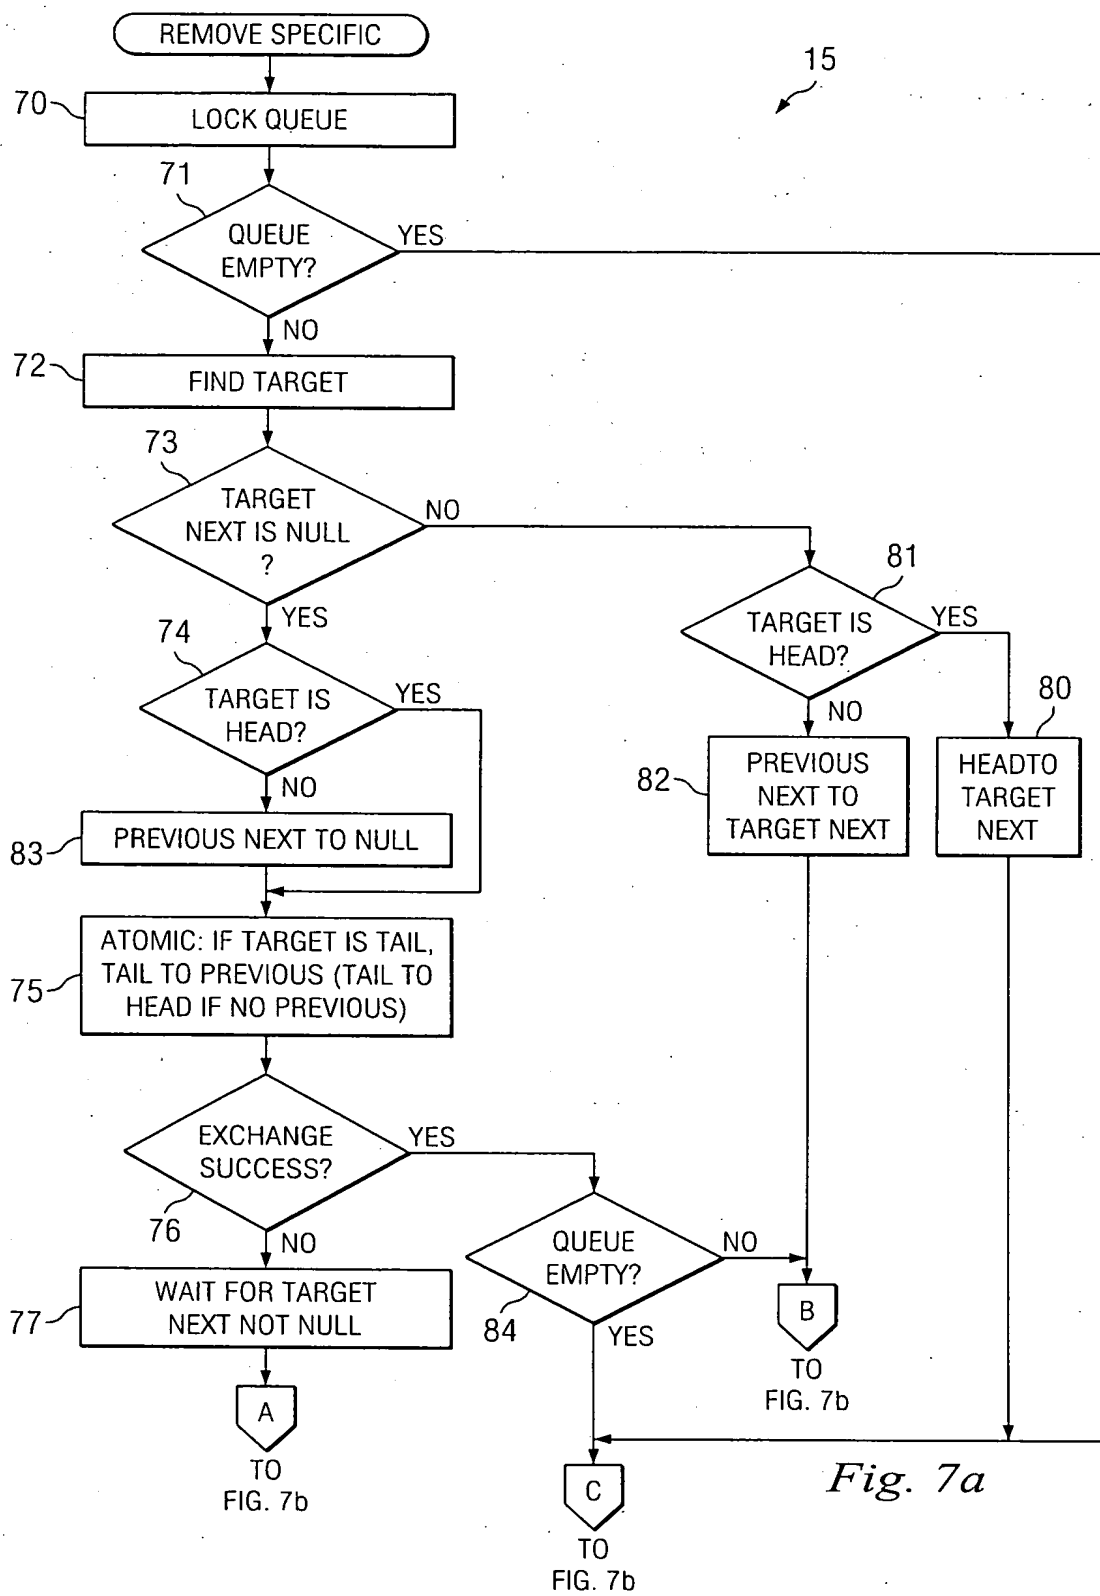 REMOVE SPECIFIC
15
70
LOCK QUEUE
71
QUEUE
EMPTY?
YES
NO
72
FIND TARGET
73
TARGET
NEXT IS NULL
?
NO
YES
81
TARGET IS
HEAD?
YES
NO
74
TARGET IS
HEAD?
YES
NO
80
HEADTO
TARGET
NEXT
82
PREVIOUS
NEXT TO
TARGET NEXT
83
PREVIOUS NEXT TO NULL
75
ATOMIC: IF TARGET IS TAIL,
TAIL TO PREVIOUS (TAIL TO
HEAD IF NO PREVIOUS)
EXCHANGE
SUCCESS?
YES
76
NO
QUEUE
EMPTY?
NO
84
YES
77
WAIT FOR TARGET
NEXT NOT NULL
B
TO
FIG. 7b
A
TO
FIG. 7b
C
TO
FIG. 7b
Fig. 7a